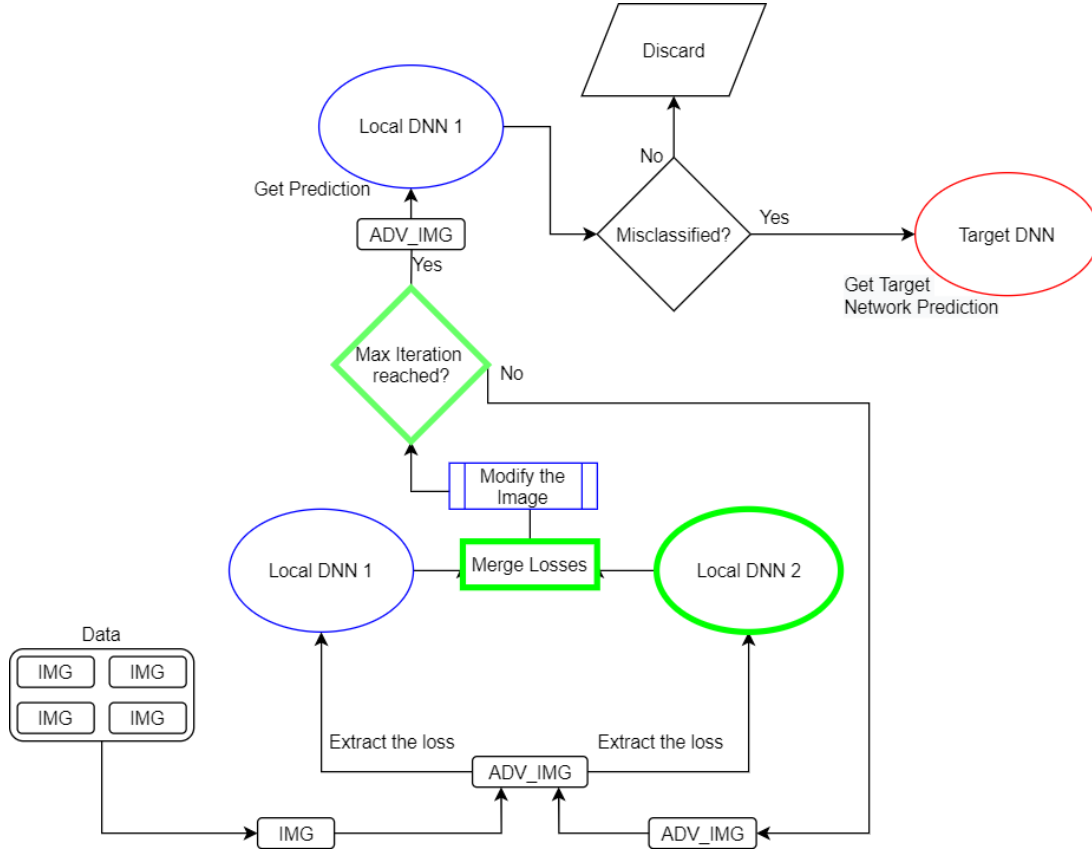 Discard
Local DNN 1
No
Get Prediction
Yes
Misclassified?
Target DNN
ADV_IMG
Yes
Get Target
Network Prediction
Max Iteration
reached?
No
Modify the
Image
Local DNN 1
Merge Losses
Local DNN 2
Data
IMG
IMG
IMG
IMG
Extract the loss
Extract the loss
ADV_IMG
IMG
ADV_IMG